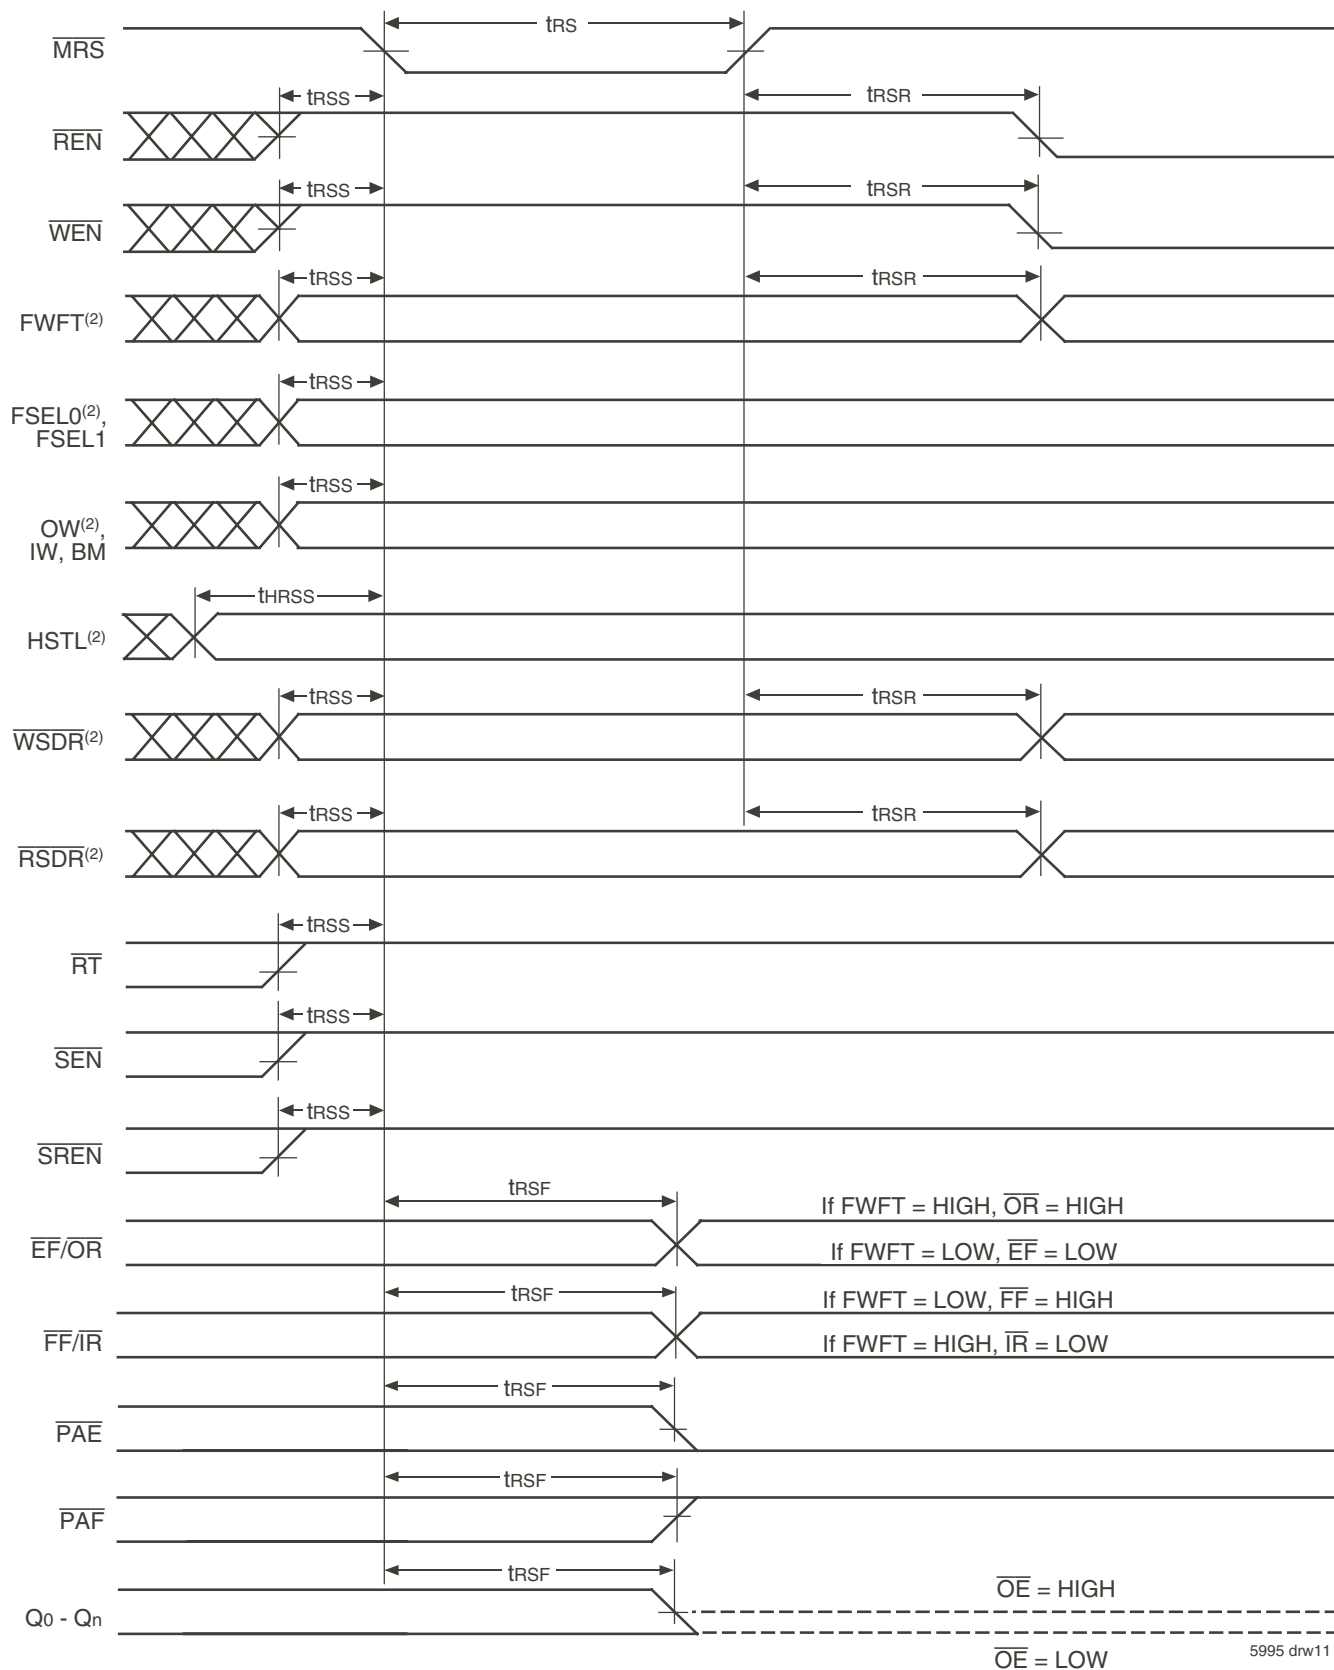 tRS
MRS
tRSS
tRSR
REN
tRSS
tRSR
WEN
tRSS
tRSR
FWFT(2)
tRSS
FSEL0(2),
FSEL1
tRSS
OW(2),
IW, BM
tHRSS
HSTL(2)
tRSS
tRSR
WSDR(2)
tRSS
tRSR
RSDR(2)
tRSS
RT
tRSS
SEN
tRSS
SREN
tRSF
If FWFT = HIGH, OR = HIGH
EF/OR
If FWFT = LOW, EF = LOW
tRSF
If FWFT = LOW, FF = HIGH
FF/IR
If FWFT = HIGH, IR = LOW
tRSF
PAE
tRSF
PAF
tRSF
OE = HIGH
Q0 - Qn
OE = LOW
5995 drw11